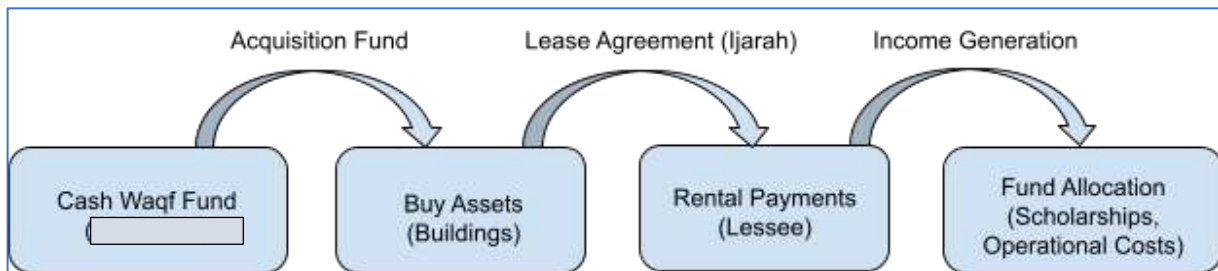 Acquisition Fund
Lease Agreement (Ijarah)
Income Generation
Cash Waqf Fund
(
Buy Assets
(Buildings)
Rental Payments
(Lessee)
Fund Allocation
(Scholarships,
Operational Costs)